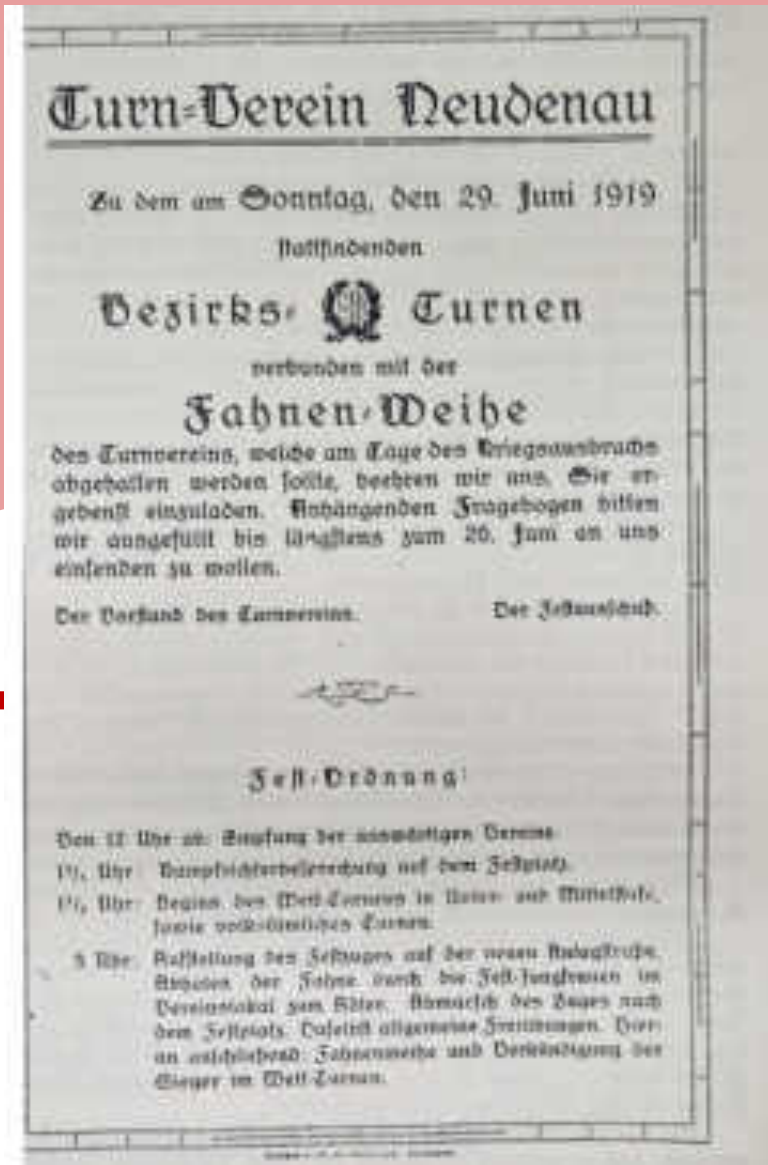 Turn-Verein Neudenau
Zu dem am Sonntag, den 29. Juni 1919
stattfindenden
Bezirks- Turnen
verbunden mit der
Fahnen-Weihe
des Turnvereins, welche am Tage des Kriegsausbruchs
abgehalten werden sollte, beehren wir uns, Sie er-
gebenst einzuladen. Anhängenden Fragebogen bitten
wir ausgefüllt bis längstens zum 26. Juni an uns
einsenden zu wollen.
Der Vorstand des Turnvereins. Der Festausschuß.
Fest-Ordnung:
Von 12 Uhr ab: Empfang der auswärtigen Vereine.
Uhr: Kampfrichterbesprechung auf dem Festplatz.
Uhr: Beginn des Wett-Turnens in Unter- und Mittelstufe,
sowie volkstümliches Turnen.
3 Uhr: Aufstellung des Festzuges auf der neuen Anlagstraße.
Abholen der Fahne durch die Fest-Jungfrauen im
Vereinslokal zum Adler. Abmarsch des Zuges nach
dem Festplatz. Daselbst allgemeine Freiübungen. Hier-
an anschließend: Fahnenweihe und Verkündigung der
Sieger im Wett-Turnen.